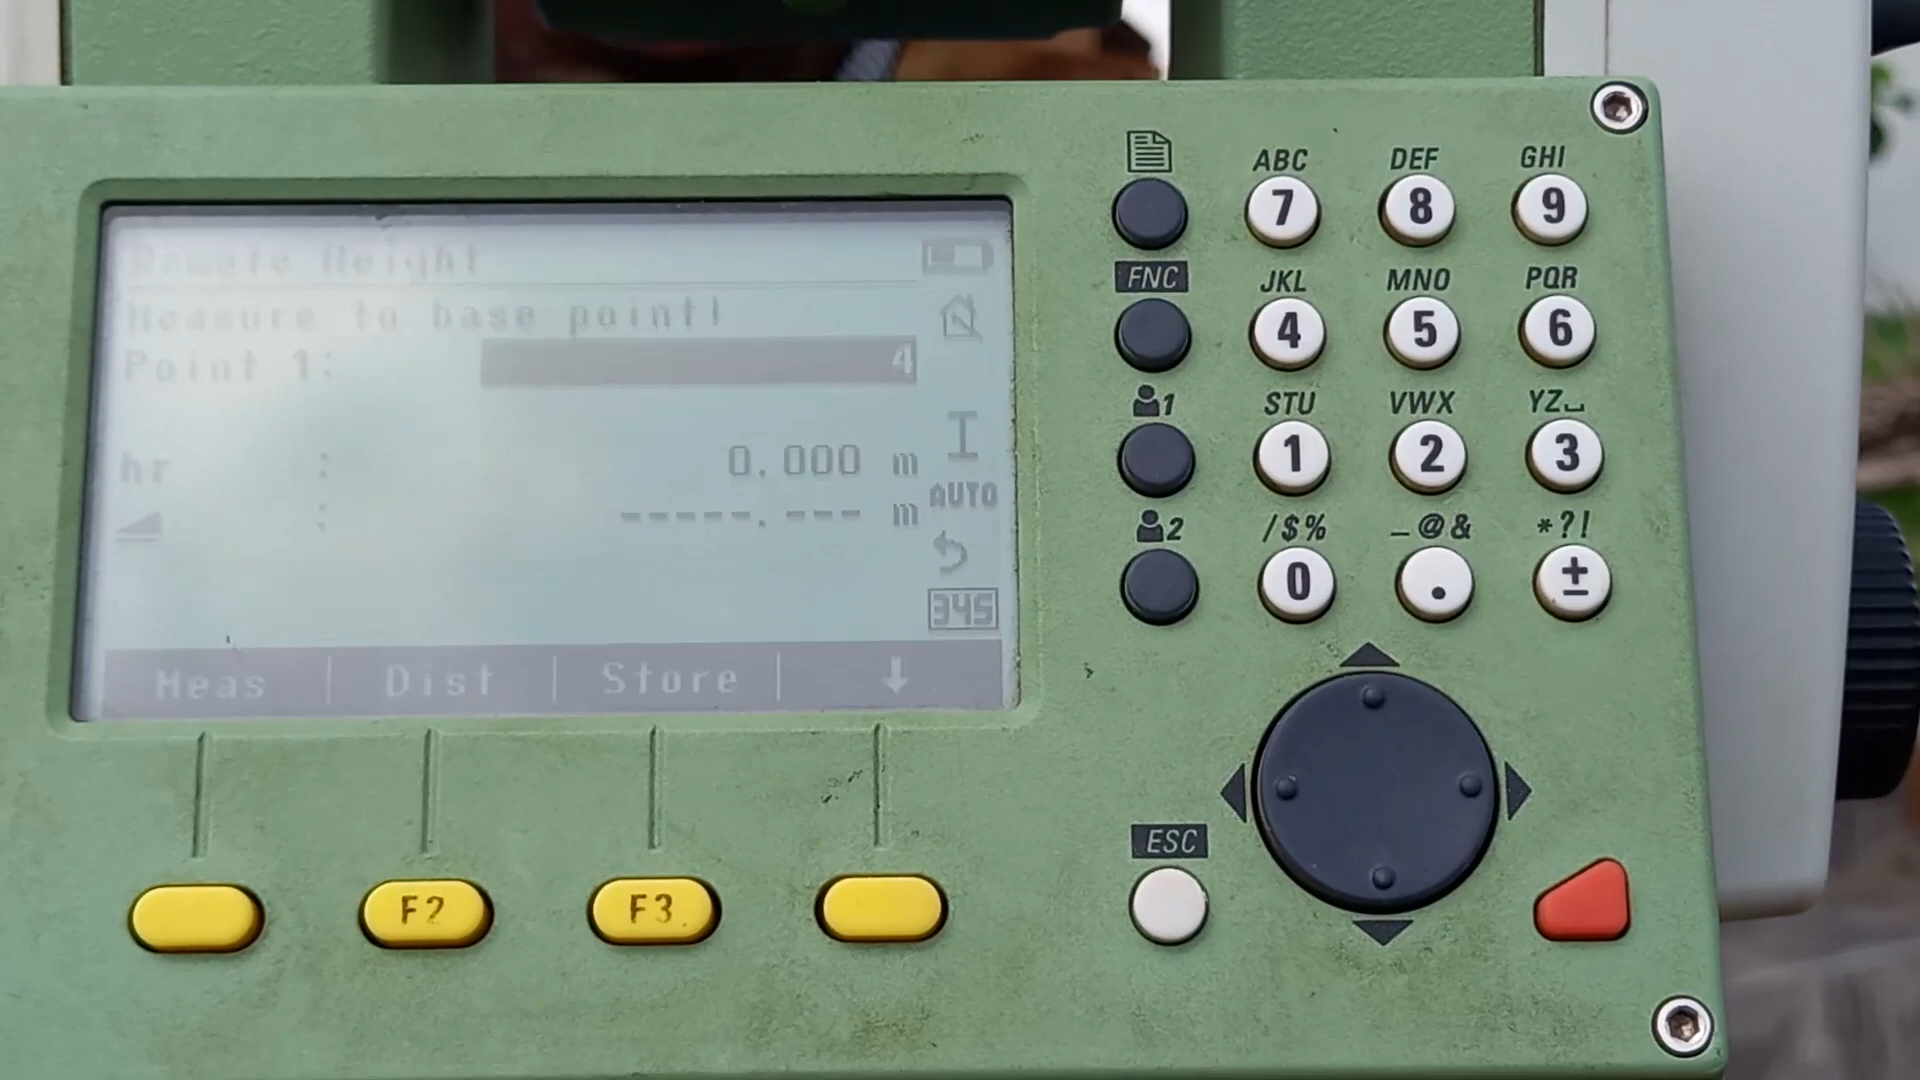 Remote Height
Measure to base point!
Point 1: 4
hr : 0.000 m
: -----.--- m
AUTO
345
Meas Dist Store ↓
F2 F3
ABC DEF GHI
7 8 9
FNC JKL MNO PQR
4 5 6
1 STU VWX YZ⎵
1 2 3
2 /$% _@& *?!
0 . ±
ESC